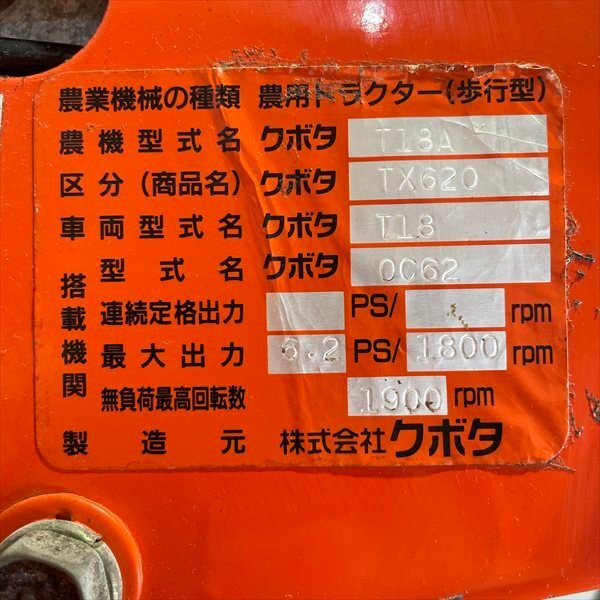 農業機械の種類 農用トラクター(歩行型)
農機型式名 クボタ T18A
区分(商品名) クボタ TX620
車両型式名 クボタ T18
搭載機関 型式名 クボタ OC62
連続定格出力 PS/ rpm
最大出力 6.2 PS/ 1800 rpm
無負荷最高回転数 1900 rpm
製造元 株式会社クボタ